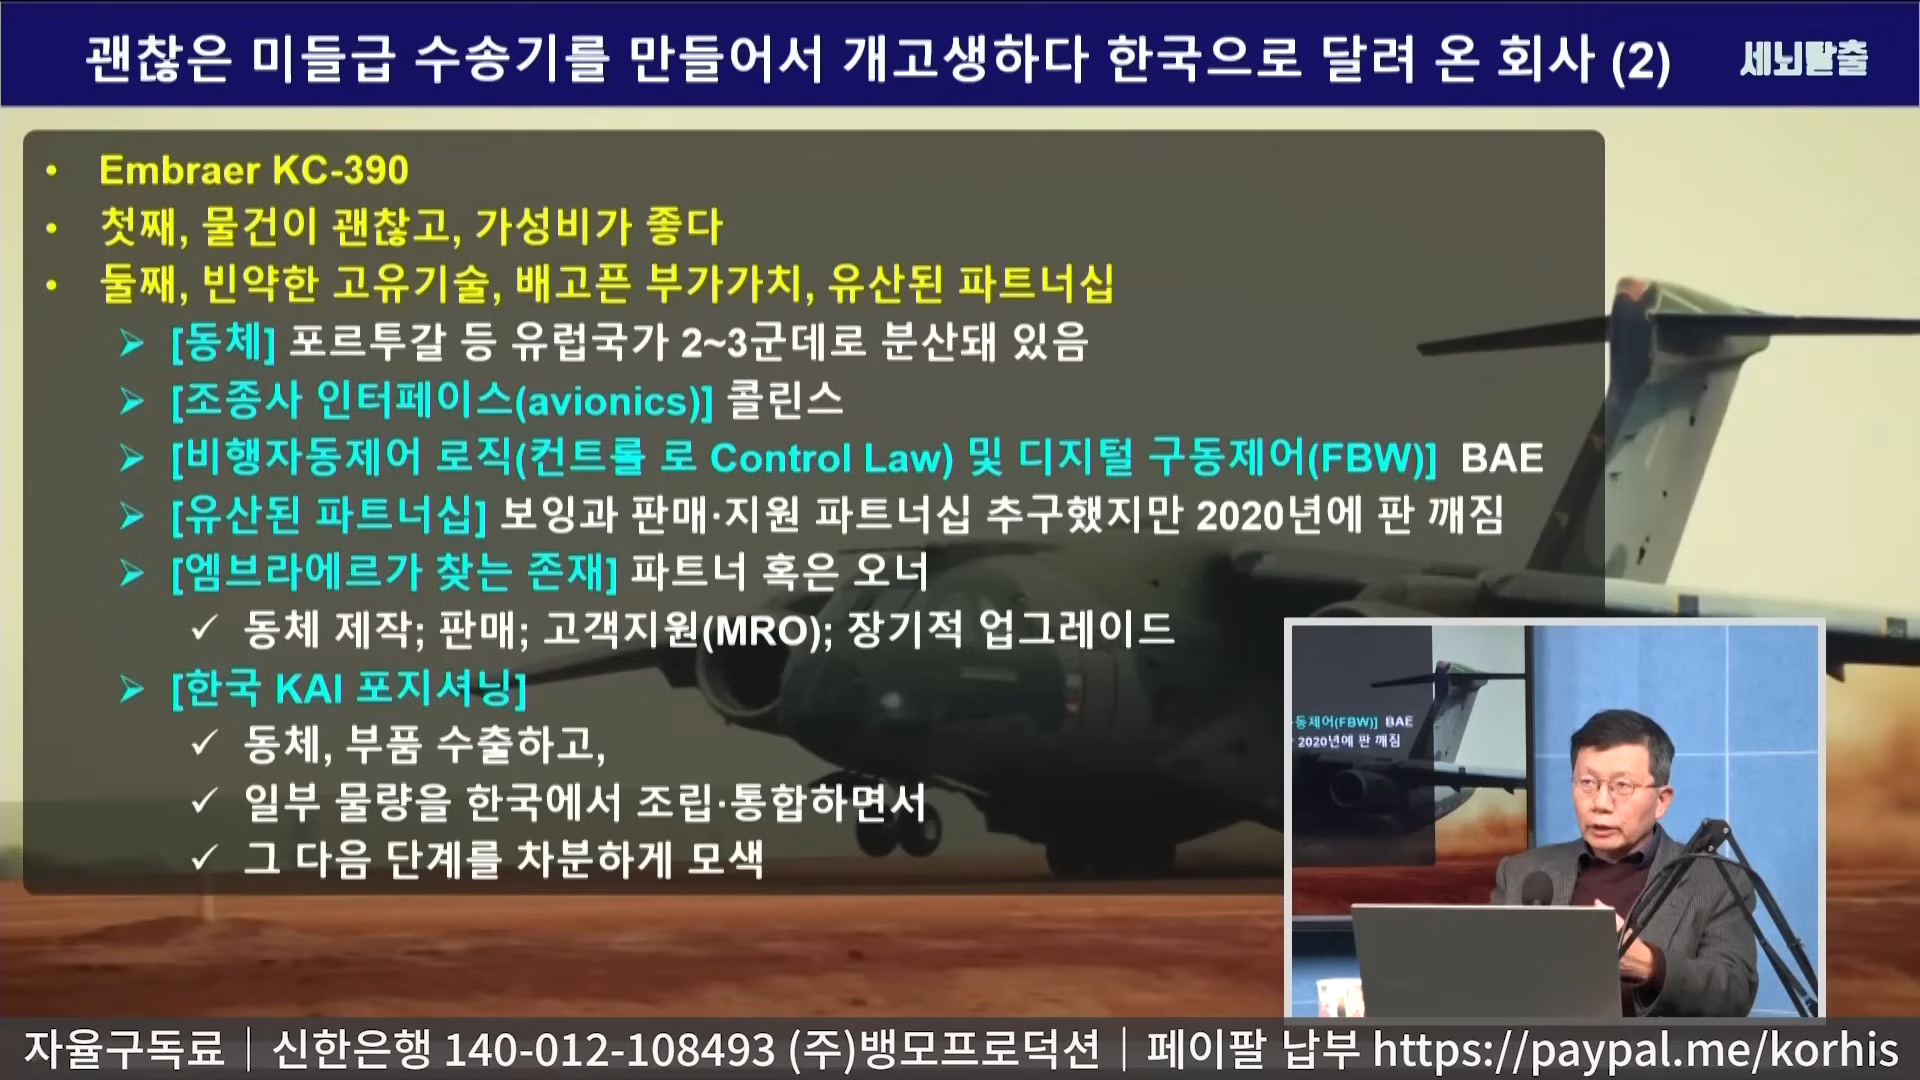 괜찮은 미들급 수송기를 만들어서 개고생하다 한국으로 달려 온 회사 (2)
세뇌탈출
• Embraer KC-390
• 첫째, 물건이 괜찮고, 가성비가 좋다
• 둘째, 빈약한 고유기술, 배고픈 부가가치, 유산된 파트너십
➢ [동체] 포르투갈 등 유럽국가 2~3군데로 분산돼 있음
➢ [조종사 인터페이스(avionics)] 콜린스
➢ [비행자동제어 로직(컨트롤 로 Control Law) 및 디지털 구동제어(FBW)] BAE
➢ [유산된 파트너십] 보잉과 판매·지원 파트너십 추구했지만 2020년에 판 깨짐
➢ [엠브라에르가 찾는 존재] 파트너 혹은 오너
✓ 동체 제작; 판매; 고객지원(MRO); 장기적 업그레이드
➢ [한국 KAI 포지셔닝]
✓ 동체, 부품 수출하고,
✓ 일부 물량을 한국에서 조립·통합하면서
✓ 그 다음 단계를 차분하게 모색
동제어(FBW)] BAE
2020년에 판 깨짐
자율구독료│신한은행 140-012-108493 (주)뱅모프로덕션│페이팔 납부 https://paypal.me/korhis